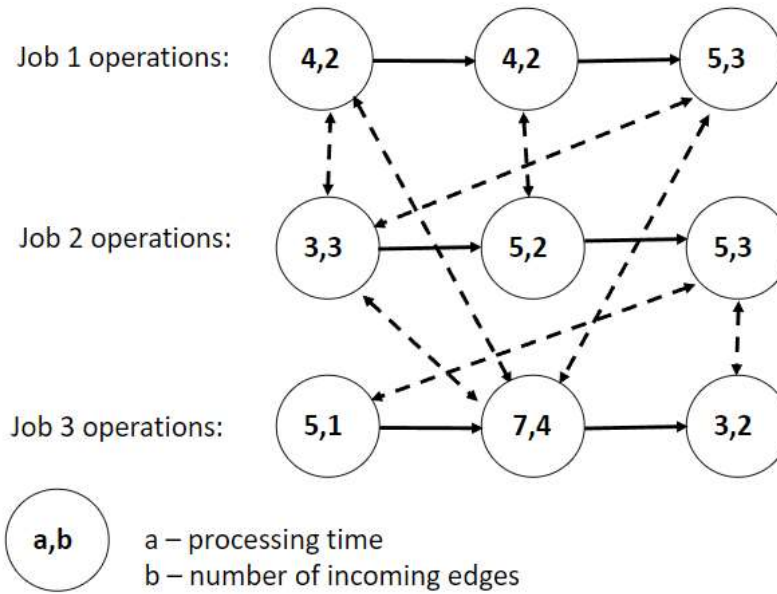 Job 1 operations: 4,2 4,2 5,3
Job 2 operations: 3,3 5,2 5,3
Job 3 operations: 5,1 7,4 3,2
a,b
a – processing time
b – number of incoming edges